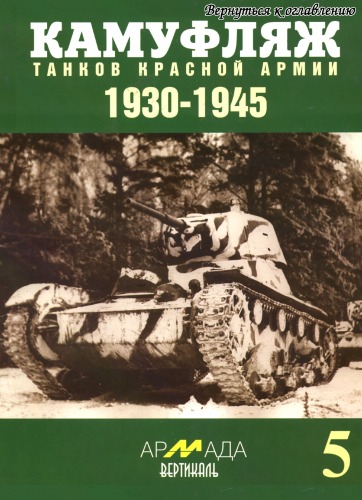 Вернуться к оглавлению
КАМУФЛЯЖ
ТАНКОВ КРАСНОЙ АРМИИ
1930-1945
АРМАДА
ВЕРТИКАЛЬ
5